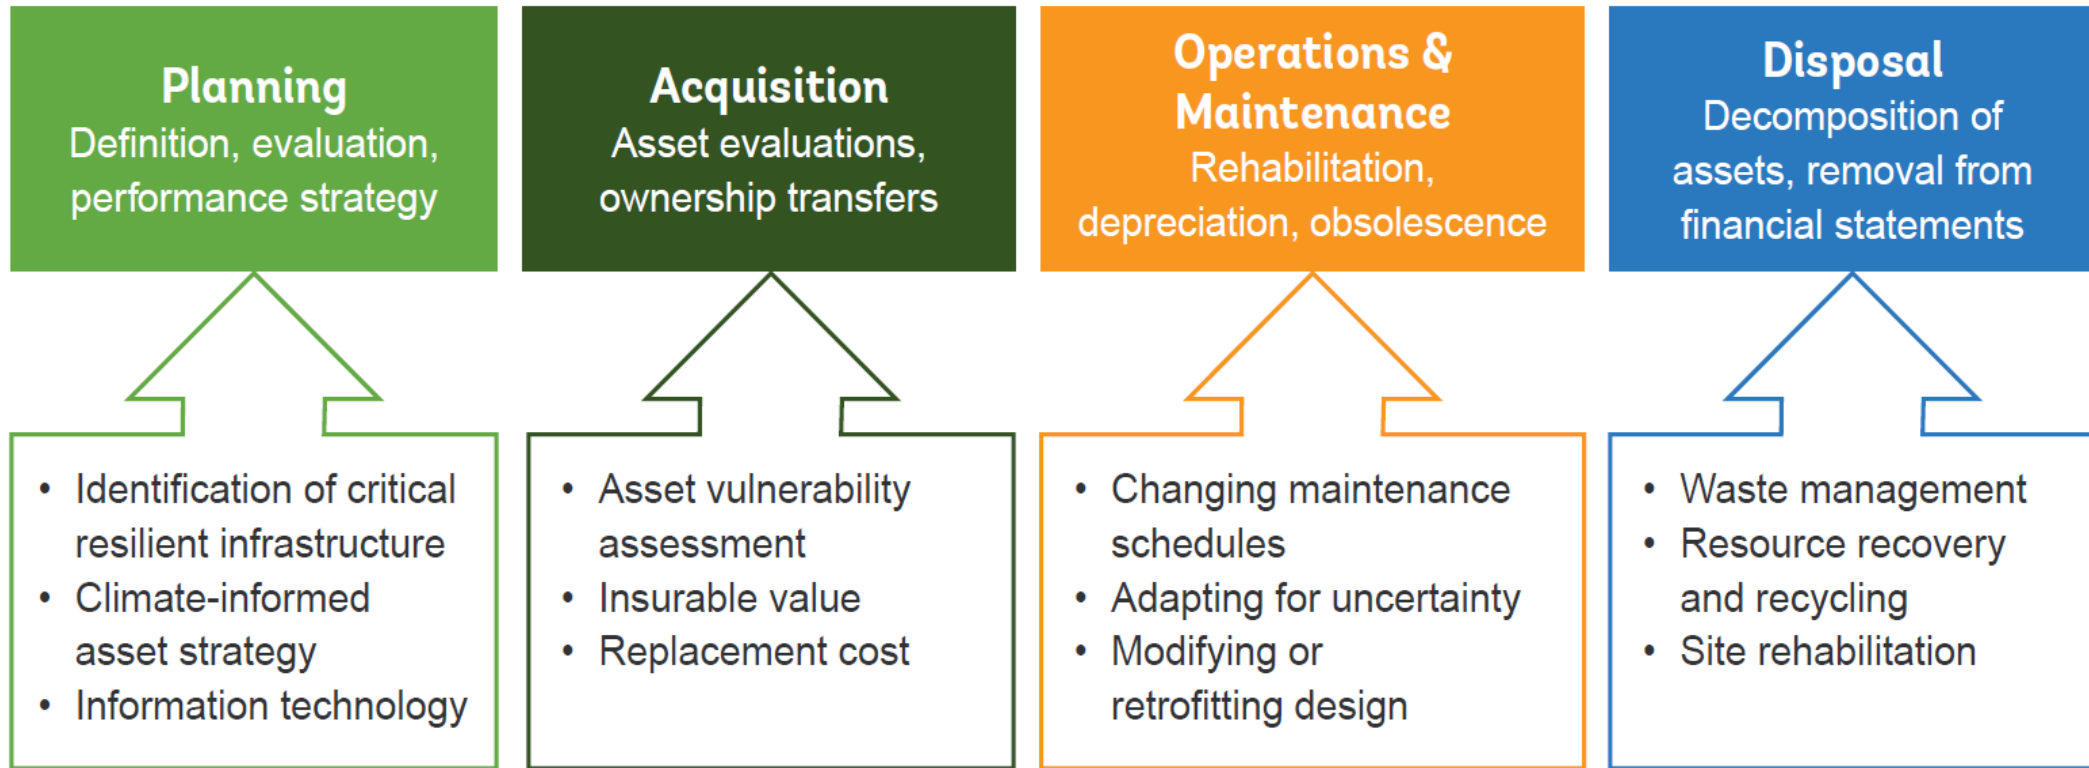 Planning
Definition, evaluation,
performance strategy
Acquisition
Asset evaluations,
ownership transfers
Operations &
Maintenance
Rehabilitation,
depreciation, obsolescence
Disposal
Decomposition of
assets, removal from
financial statements
• Identification of critical
resilient infrastructure
• Climate-informed
asset strategy
• Information technology
• Asset vulnerability
assessment
• Insurable value
• Replacement cost
• Changing maintenance
schedules
• Adapting for uncertainty
• Modifying or
retrofitting design
• Waste management
• Resource recovery
and recycling
• Site rehabilitation